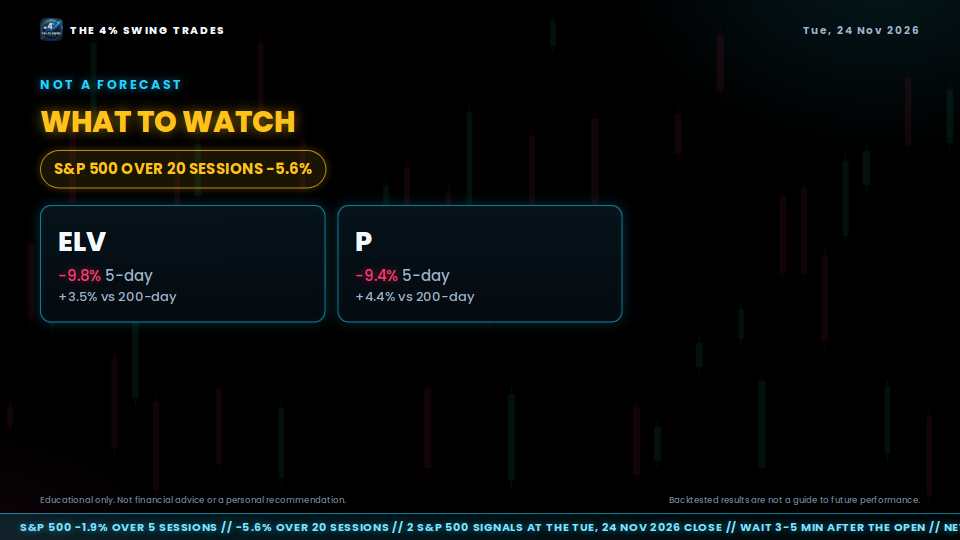 THE 4% SWING TRADES
Tue, 24 Nov 2026
NOT A FORECAST
WHAT TO WATCH
S&P 500 OVER 20 SESSIONS -5.6%
ELV
-9.8% 5-day
+3.5% vs 200-day
P
-9.4% 5-day
+4.4% vs 200-day
Educational only. Not financial advice or a personal recommendation.
Backtested results are not a guide to future performance.
S&P 500 -1.9% OVER 5 SESSIONS // -5.6% OVER 20 SESSIONS // 2 S&P 500 SIGNALS AT THE TUE, 24 NOV 2026 CLOSE // WAIT 3-5 MIN AFTER THE OPEN //